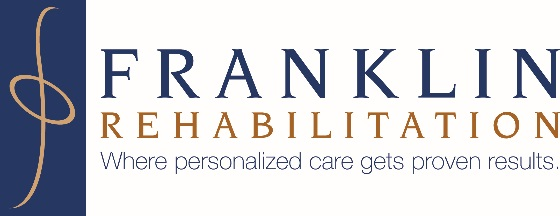 FRANKLIN
REHABILITATION
Where personalized care gets proven results.